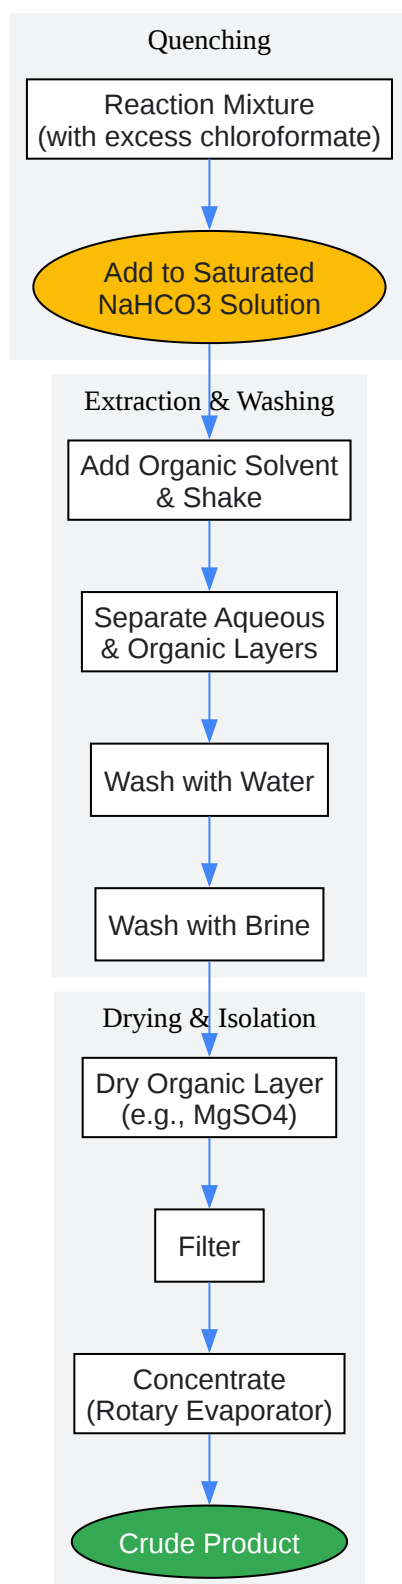 Quenching
Reaction Mixture
(with excess chloroformate)
Add to Saturated
NaHCO3 Solution
Extraction & Washing
Add Organic Solvent
& Shake
Separate Aqueous
& Organic Layers
Wash with Water
Wash with Brine
Drying & Isolation
Dry Organic Layer
(e.g., MgSO4)
Filter
Concentrate
(Rotary Evaporator)
Crude Product